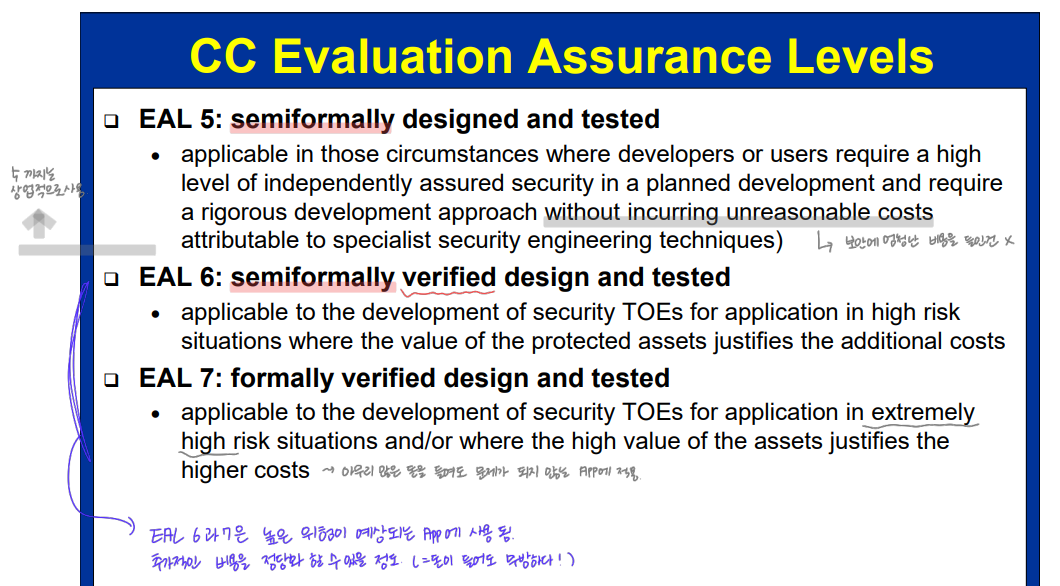 CC Evaluation Assurance Levels
❑ EAL 5: semiformally designed and tested
• applicable in those circumstances where developers or users require a high
level of independently assured security in a planned development and require
a rigorous development approach without incurring unreasonable costs
attributable to specialist security engineering techniques)
5 까지는
상업적으로 사용
↳ 보안에 엄청난 비용을 들인건 X
❑ EAL 6: semiformally verified design and tested
• applicable to the development of security TOEs for application in high risk
situations where the value of the protected assets justifies the additional costs
❑ EAL 7: formally verified design and tested
• applicable to the development of security TOEs for application in extremely
high risk situations and/or where the high value of the assets justifies the
higher costs
→ 아무리 많은 돈을 들여도 문제가 되지 않는 App에 적용.
EAL 6과 7은 높은 위험이 예상되는 App에 사용 됨.
추가적인 비용을 정당화 할 수 있을 정도. (=돈이 들어도 무방하다!)